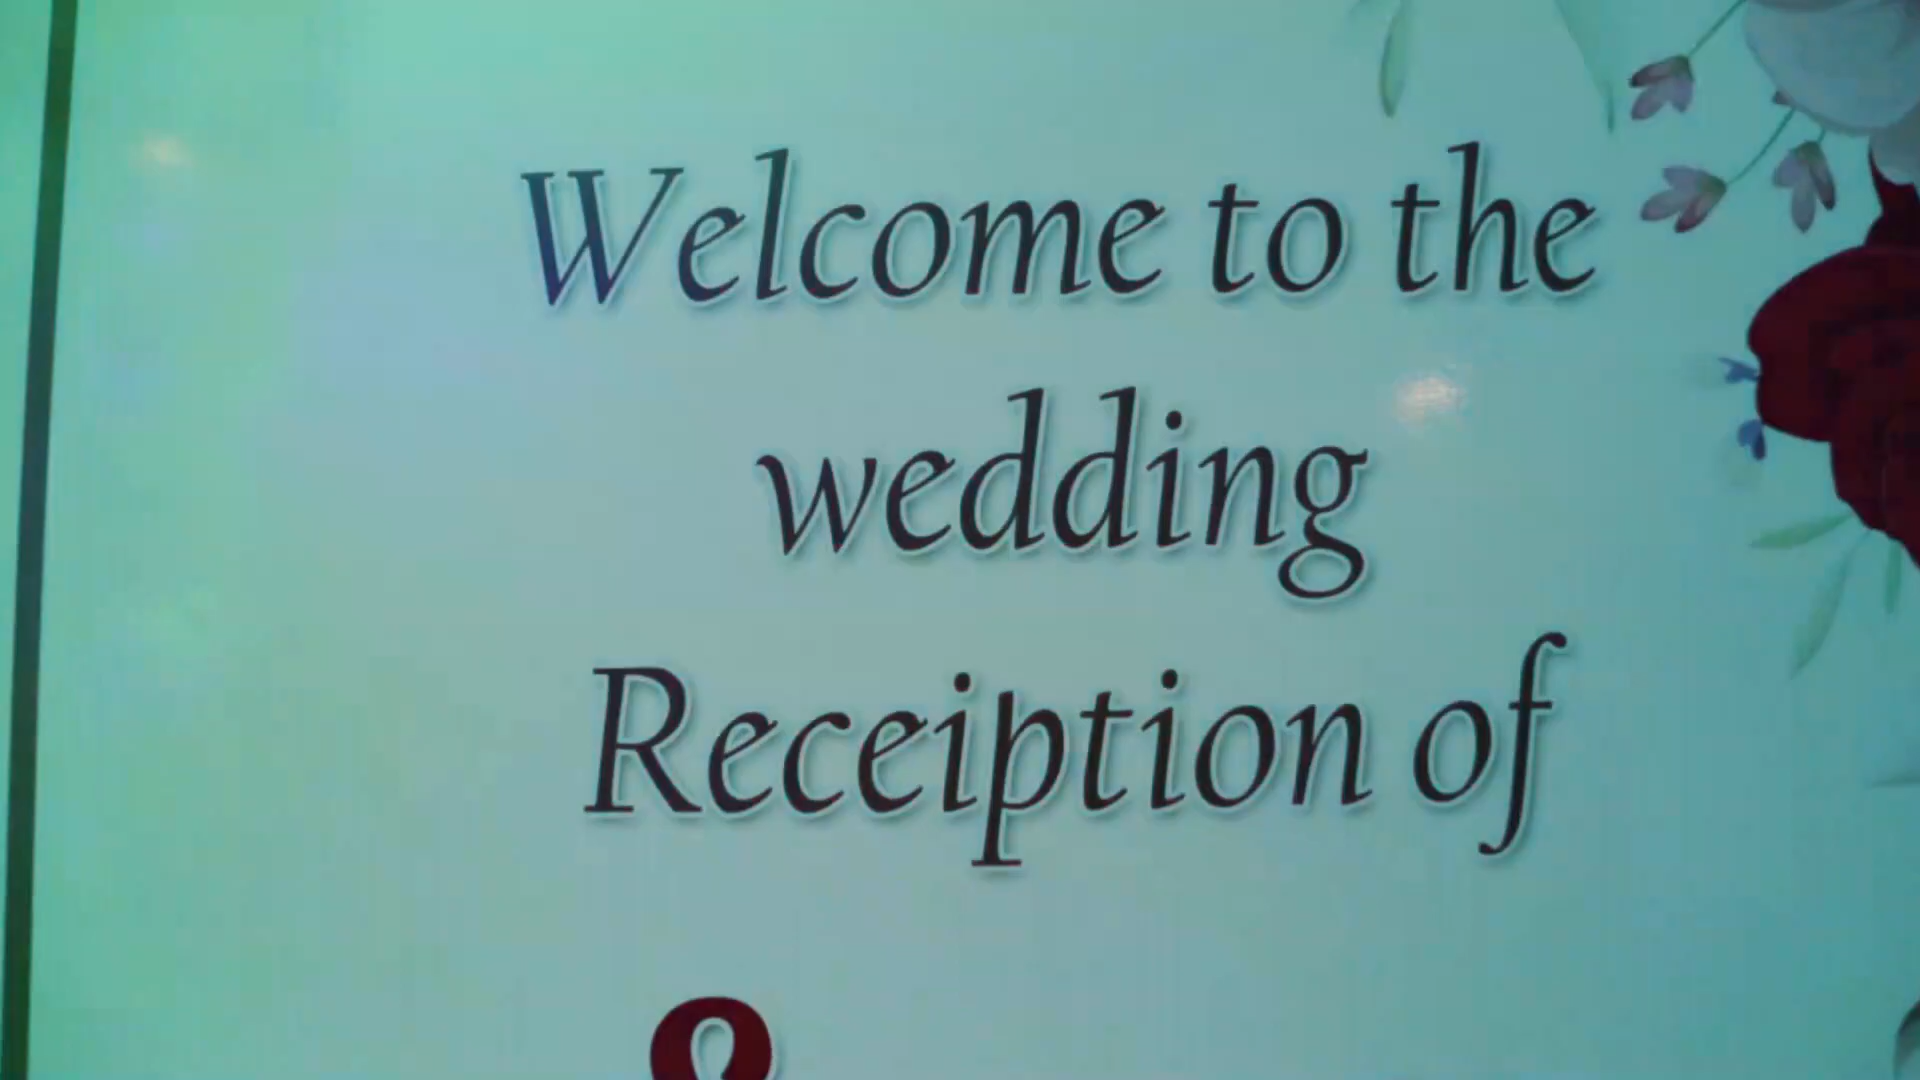 Welcome to the
wedding
Receiption of